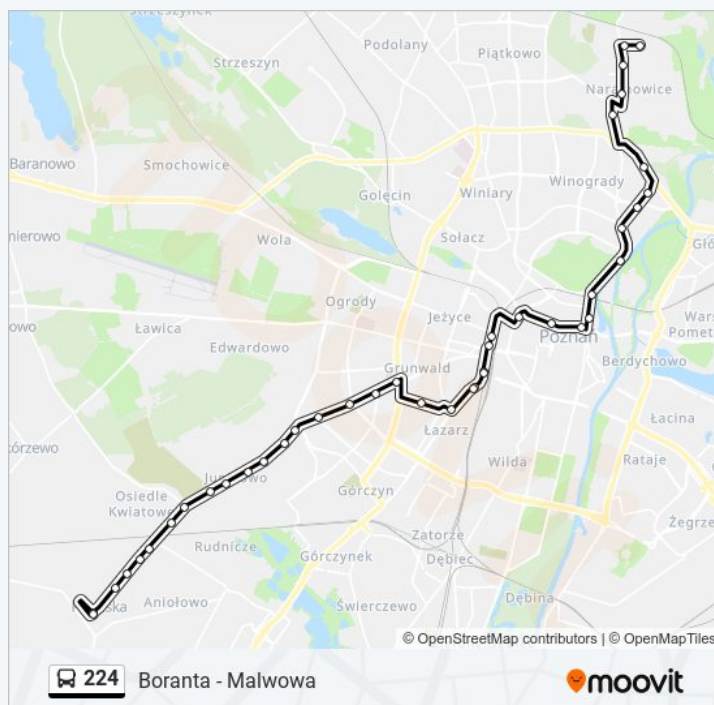 Strzeszynek
Podolany
Piątkowo
Strzeszyn
Naramowice
Baranowo
Smochowice
Golęcin
Winiary
Winogrady
Sołacz
Wola
Ogrody
Ławica
Jeżyce
Poznań
Edwardowo
Grunwald
Berdychowo
Łazarz
Łacina
Wilda
Rataje
Osiedle
Kwiatowe
Górczyn
Zatorze
Rudnicze
Górczynek
Dębiec
Aniołowo
Świerczewo
Dębina
© OpenStreetMap contributors | © OpenMapTiles
224 Boranta - Malwowa
moovit